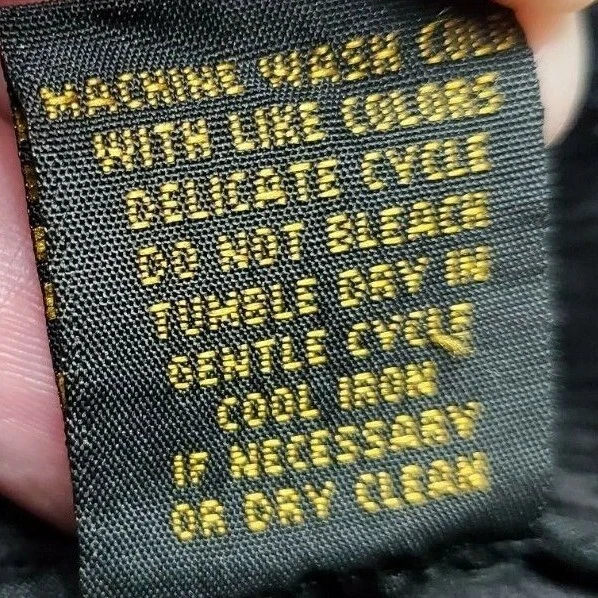 MACHINE WASH COLD
WITH LIKE COLORS
DELICATE CYCLE
DO NOT BLEACH
TUMBLE DRY IN
GENTLE CYCLE
COOL IRON
IF NECESSARY
OR DRY CLEAN